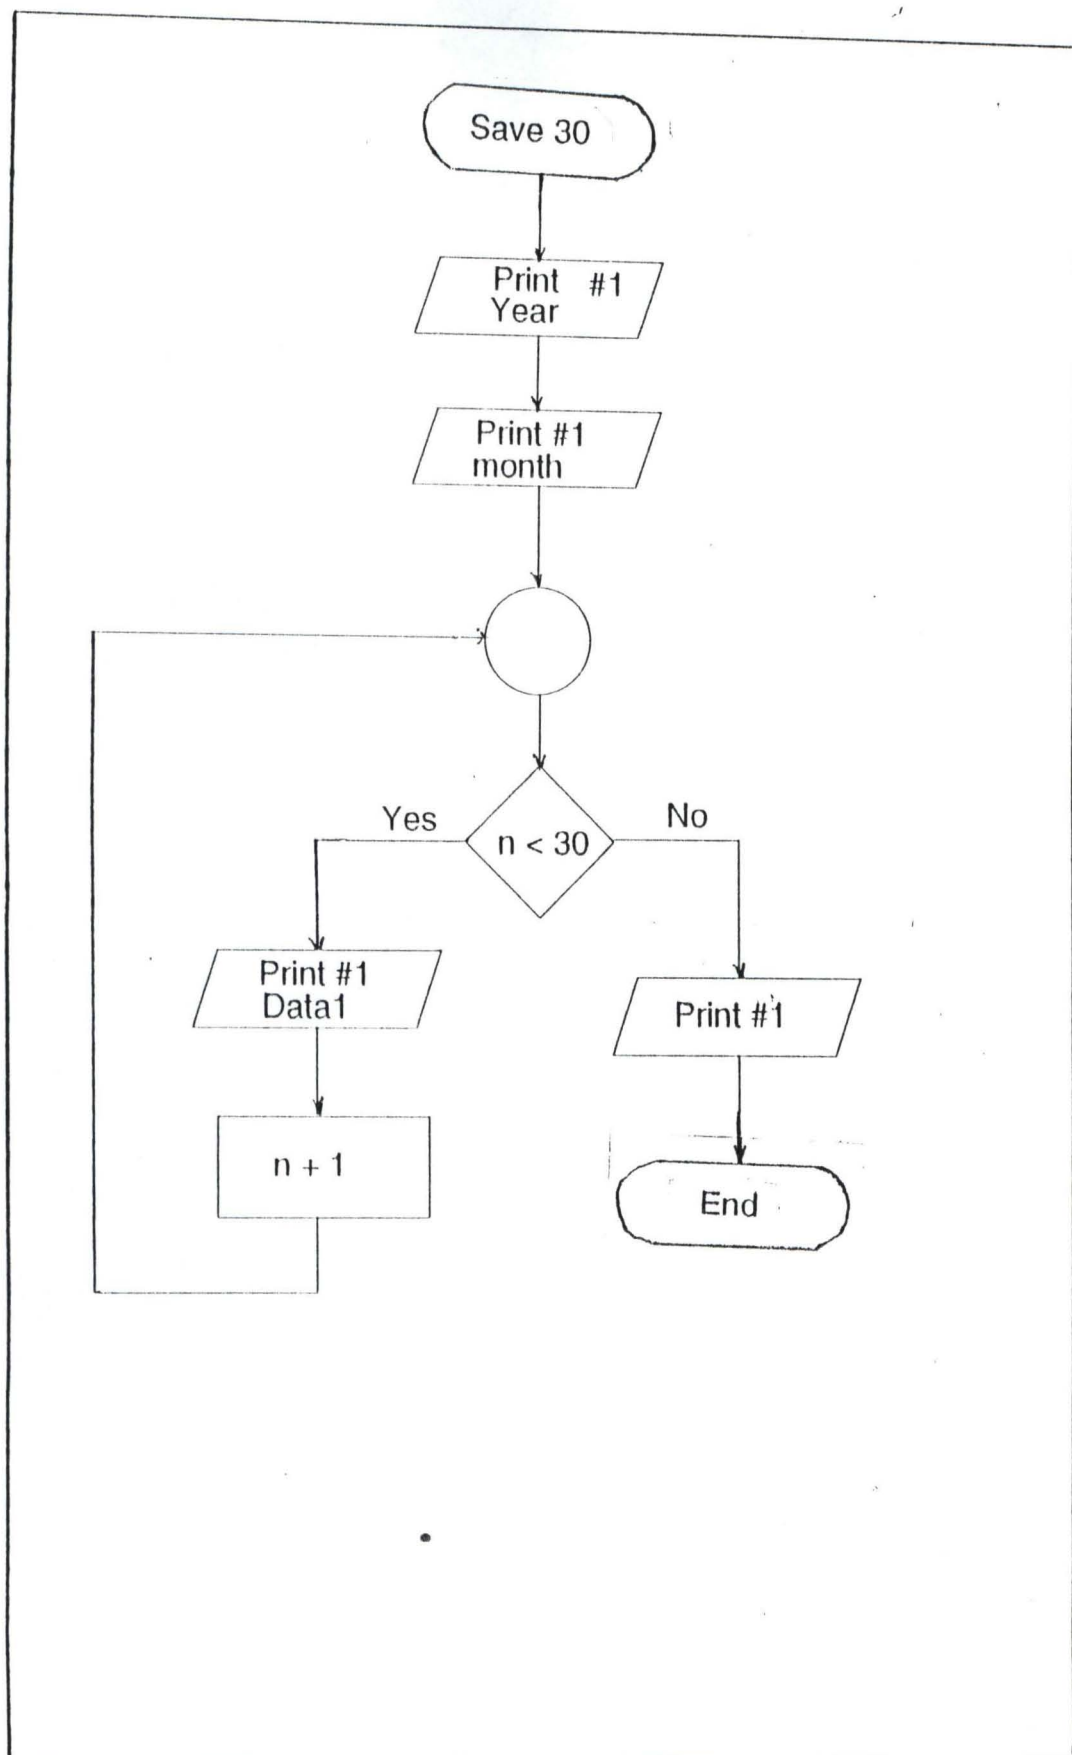 Save 30
Print #1
Year
Print #1
month
n < 30
Yes
No
Print #1
Data1
Print #1
n + 1
End